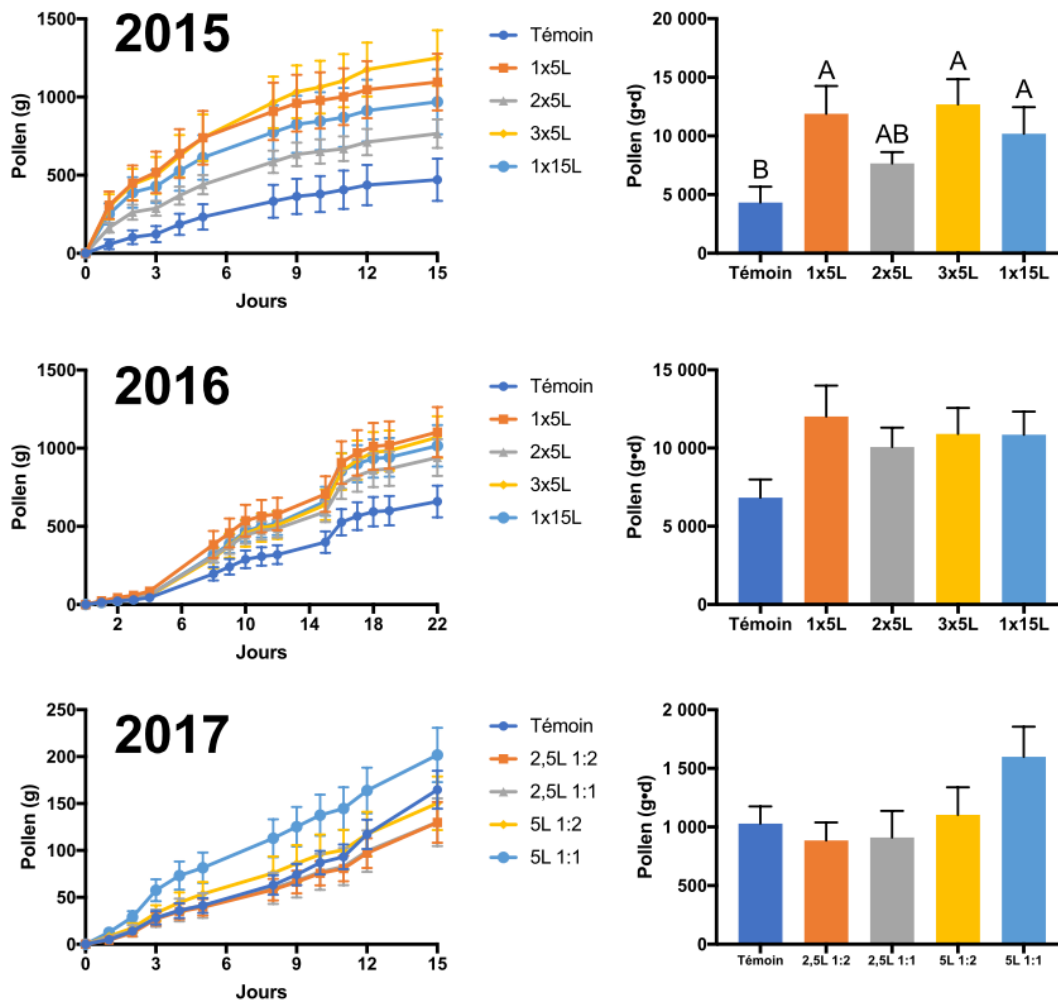 2015
Pollen (g)
1500
1000
500
0
0 3 6 9 12 15
Jours
Témoin
1x5L
2x5L
3x5L
1x15L
Pollen (g•d)
20 000
15 000
10 000
5 000
0
B A AB A A
Témoin 1x5L 2x5L 3x5L 1x15L
2016
Pollen (g)
1500
1000
500
0
2 6 10 14 18 22
Jours
Témoin
1x5L
2x5L
3x5L
1x15L
Pollen (g•d)
15 000
10 000
5 000
0
Témoin 1x5L 2x5L 3x5L 1x15L
2017
Pollen (g)
250
200
150
100
50
0
0 3 6 9 12 15
Jours
Témoin
2,5L 1:2
2,5L 1:1
5L 1:2
5L 1:1
Pollen (g•d)
2 000
1 500
1 000
500
0
Témoin 2,5L 1:2 2,5L 1:1 5L 1:2 5L 1:1